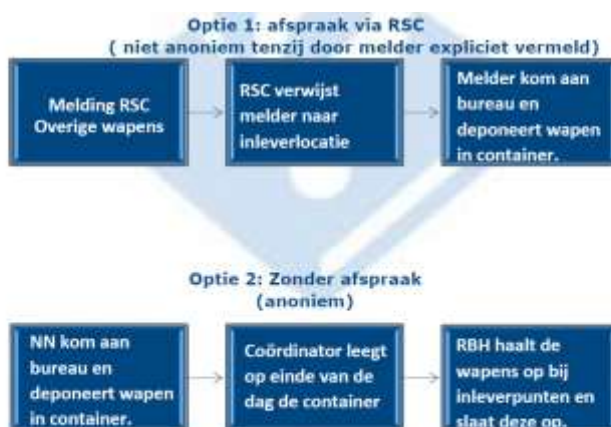 Optie 1: afspraak via RSC
( niet anoniem tenzij door melder expliciet vermeld)
Melding RSC
Overige wapens
RSC verwijst
melder naar
inleverlocatie
Melder kom aan
bureau en
deponeert wapen
in container.
Optie 2: Zonder afspraak
(anoniem)
NN kom aan
bureau en
deponeert wapen
in container.
Coördinator leegt
op einde van de
dag de container
RBH haalt de
wapens op bij
inleverpunten en
slaat deze op.